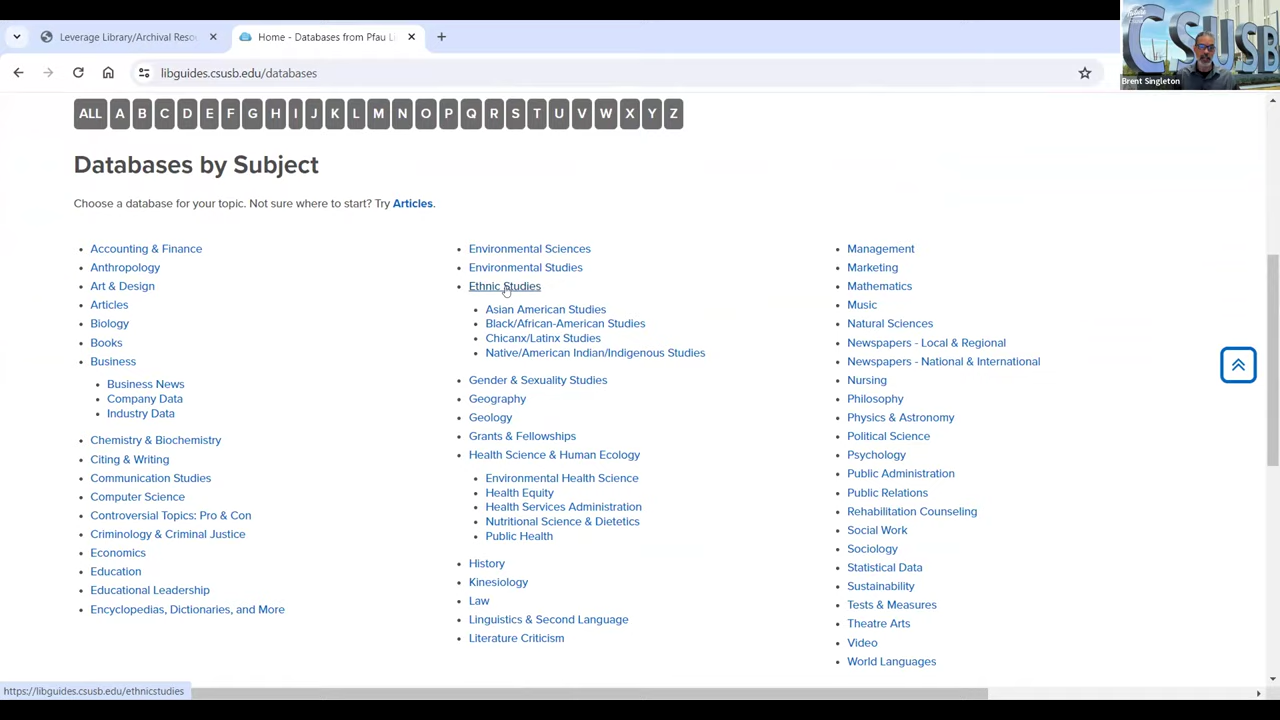 Leverage Library/Archival Reso
Home - Databases from Pfau Li
libguides.csusb.edu/databases
CSUSB
Brent Singleton
ALL A B C D E F G H I J K L M N O P Q R S T U V W X Y Z
Databases by Subject
Choose a database for your topic. Not sure where to start? Try Articles.
Accounting & Finance
Anthropology
Art & Design
Articles
Biology
Books
Business
Business News
Company Data
Industry Data
Chemistry & Biochemistry
Citing & Writing
Communication Studies
Computer Science
Controversial Topics: Pro & Con
Criminology & Criminal Justice
Economics
Education
Educational Leadership
Encyclopedias, Dictionaries, and More
Environmental Sciences
Environmental Studies
Ethnic Studies
Asian American Studies
Black/African-American Studies
Chicanx/Latinx Studies
Native/American Indian/Indigenous Studies
Gender & Sexuality Studies
Geography
Geology
Grants & Fellowships
Health Science & Human Ecology
Environmental Health Science
Health Equity
Health Services Administration
Nutritional Science & Dietetics
Public Health
History
Kinesiology
Law
Linguistics & Second Language
Literature Criticism
Management
Marketing
Mathematics
Music
Natural Sciences
Newspapers - Local & Regional
Newspapers - National & International
Nursing
Philosophy
Physics & Astronomy
Political Science
Psychology
Public Administration
Public Relations
Rehabilitation Counseling
Social Work
Sociology
Statistical Data
Sustainability
Tests & Measures
Theatre Arts
Video
World Languages
https://libguides.csusb.edu/ethnicstudies